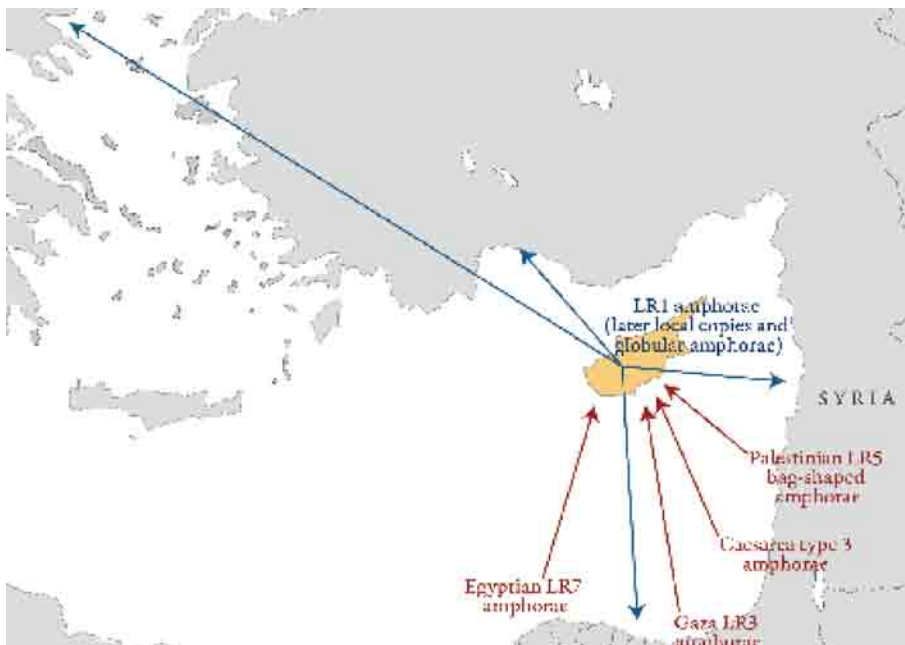 LR1 amphorae
(later local copies and
globular amphorae)
SYRIA
Palestinian LR5
bag-shaped
amphorae
Caesarea type 3
amphorae
Egyptian LR7
amphorae
Gaza LR3
amphorae